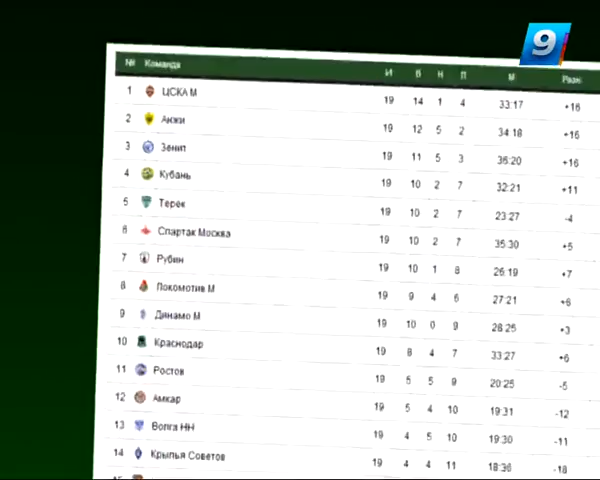 9
№ Команда И В Н П М Разн
1 ЦСКА М 19 14 1 4 33:17 +16
2 Анжи 19 12 5 2 34:18 +16
3 Зенит 19 11 5 3 36:20 +16
4 Кубань 19 10 2 7 32:21 +11
5 Терек 19 10 2 7 23:27 -4
6 Спартак Москва 19 10 2 7 35:30 +5
7 Рубин 19 10 1 8 26:19 +7
8 Локомотив М 19 9 4 6 27:21 +6
9 Динамо М 19 10 0 9 28:25 +3
10 Краснодар 19 8 4 7 33:27 +6
11 Ростов 19 5 5 9 20:25 -5
12 Амкар 19 5 4 10 19:31 -12
13 Волга НН 19 4 5 10 19:30 -11
14 Крылья Советов 19 4 4 11 18:36 -18